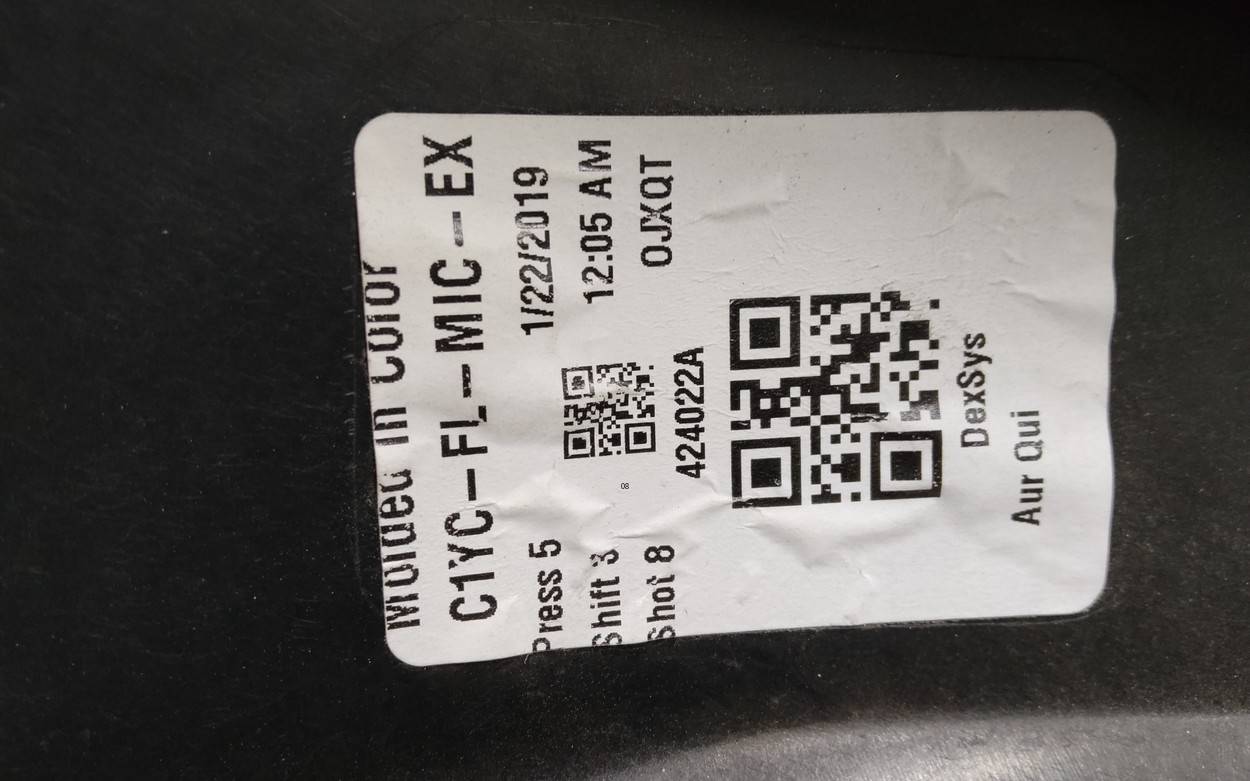 Molded in Color
C1YC-FL-MIC-EX
Press 5 1/22/2019
Shift 3 12:05 AM
Shot 8 OJXQT
08
424022A
DexSys
Aur Qui